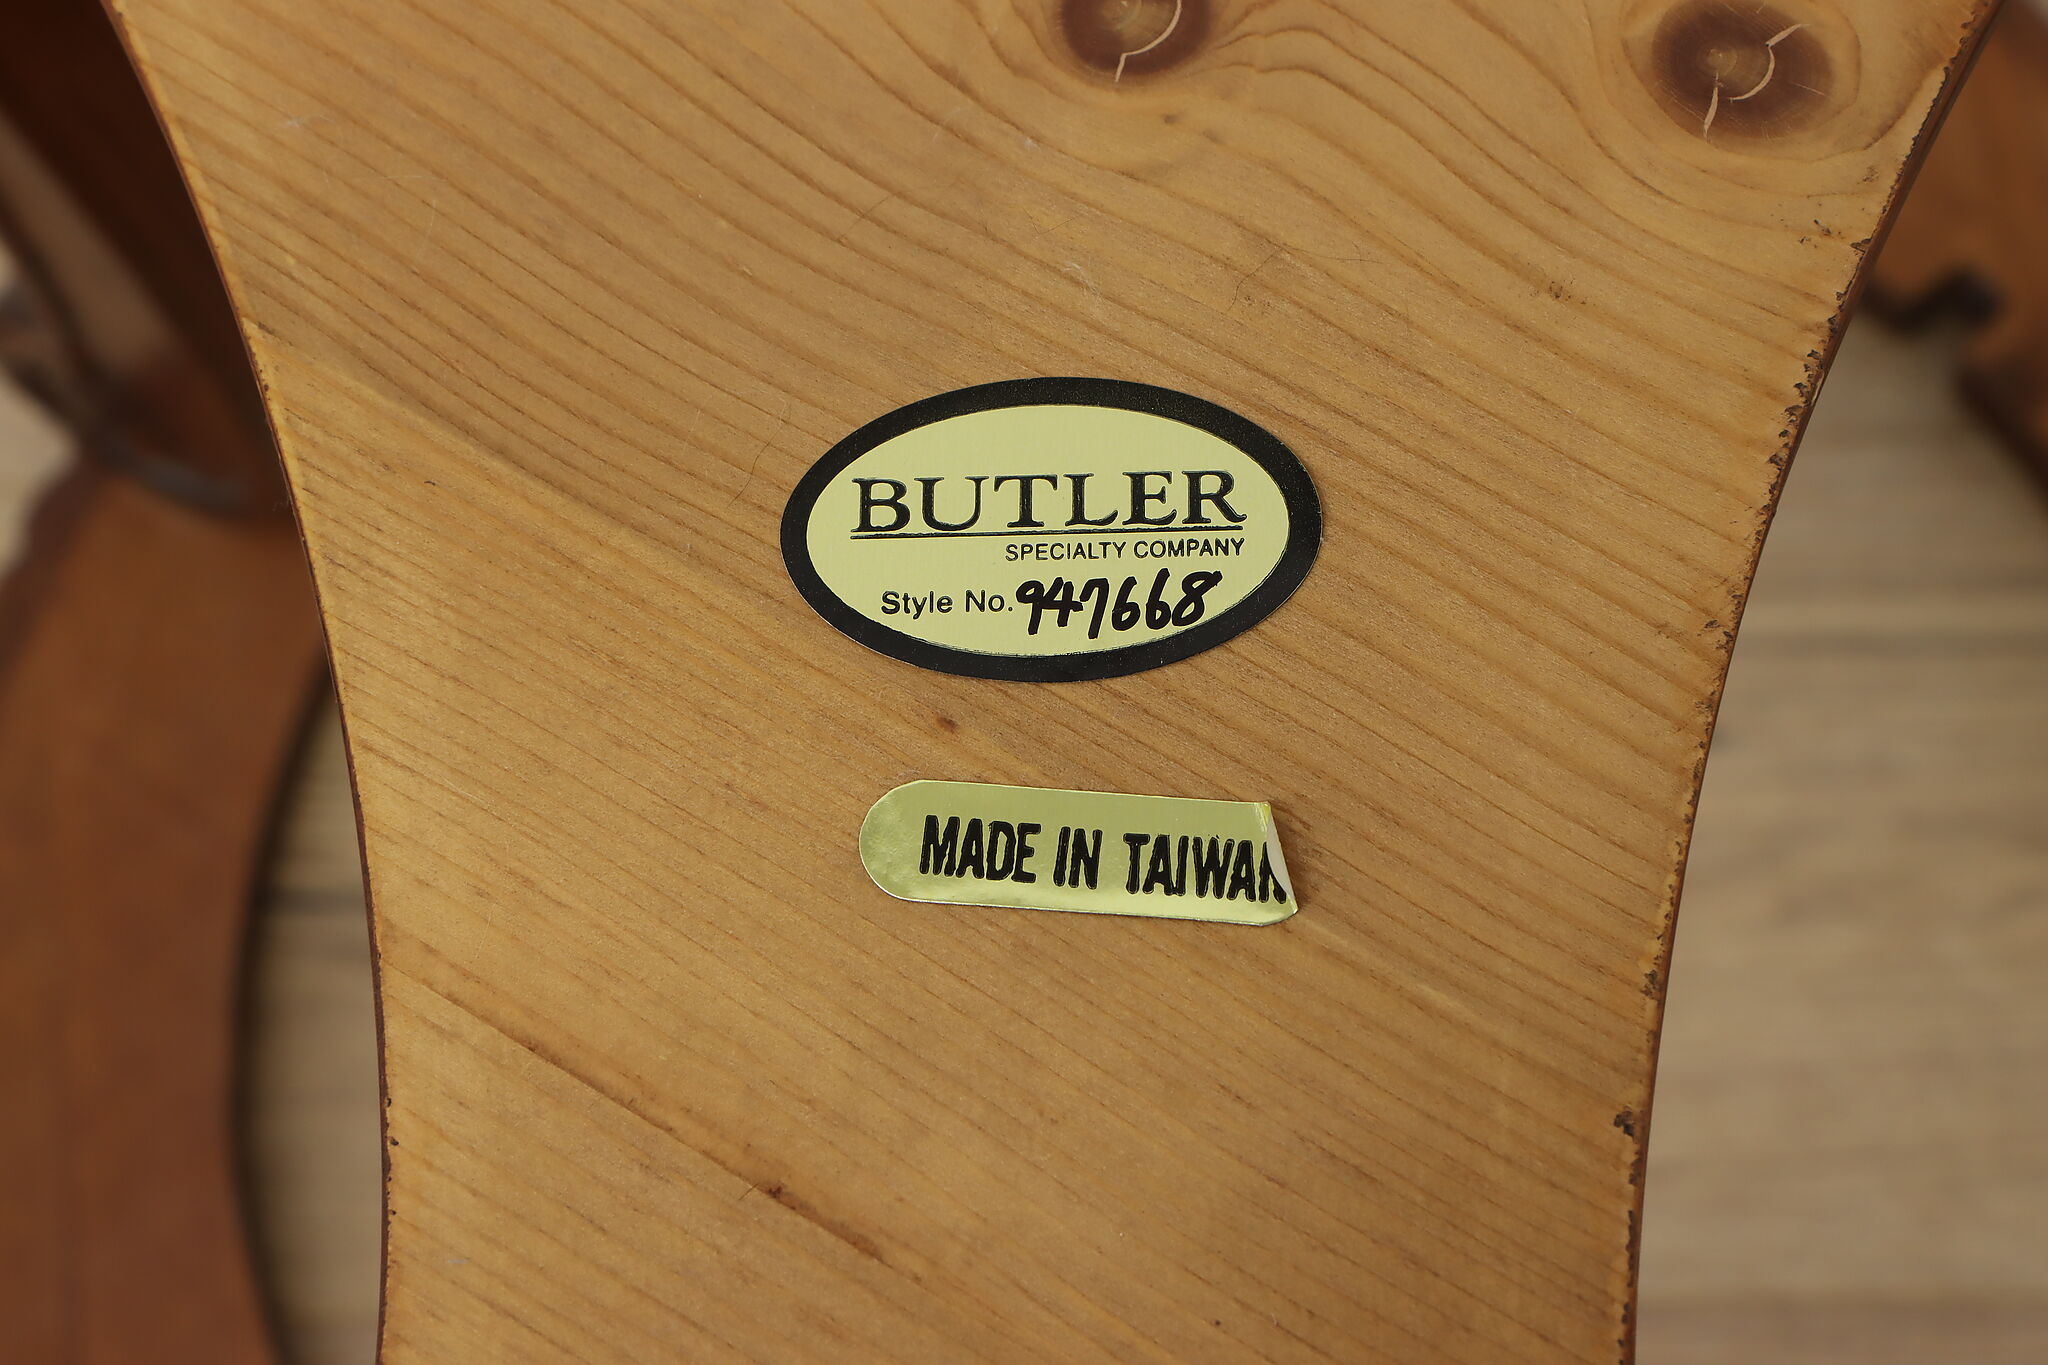 BUTLER
SPECIALTY COMPANY
Style No. 947668
MADE IN TAIWAN